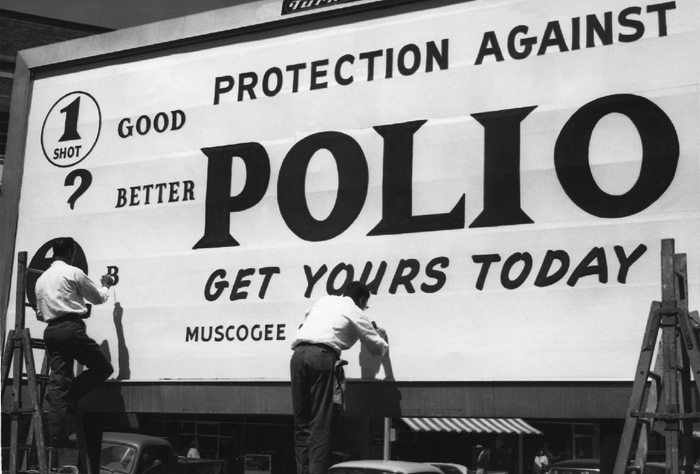 PROTECTION AGAINST
1
SHOT
GOOD
POLIO
?
BETTER
B
GET YOURS TODAY
MUSCOGEE